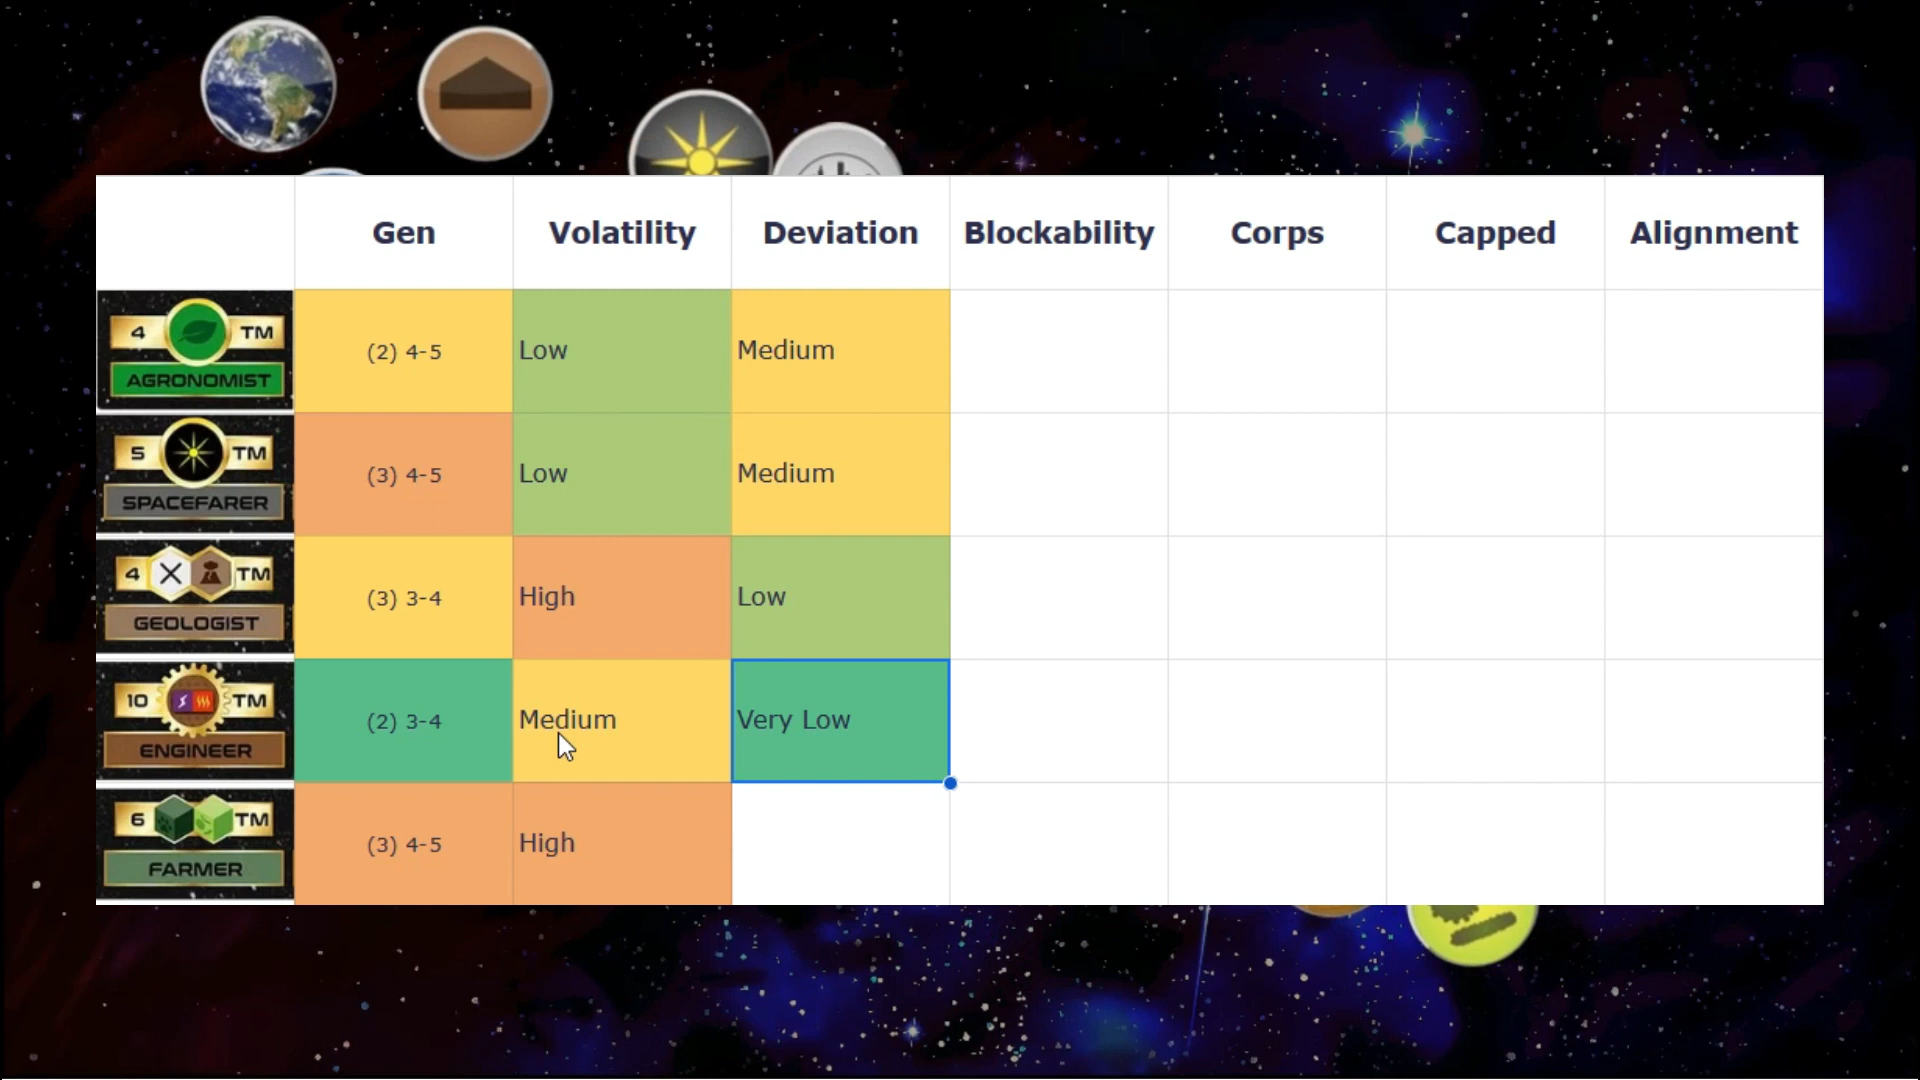 Gen Volatility Deviation Blockability Corps Capped Alignment
4 TM
AGRONOMIST
(2) 4-5 Low Medium
5 TM
SPACEFARER
(3) 4-5 Low Medium
4 TM
GEOLOGIST
(3) 3-4 High Low
10 TM
ENGINEER
(2) 3-4 Medium Very Low
6 TM
FARMER
(3) 4-5 High